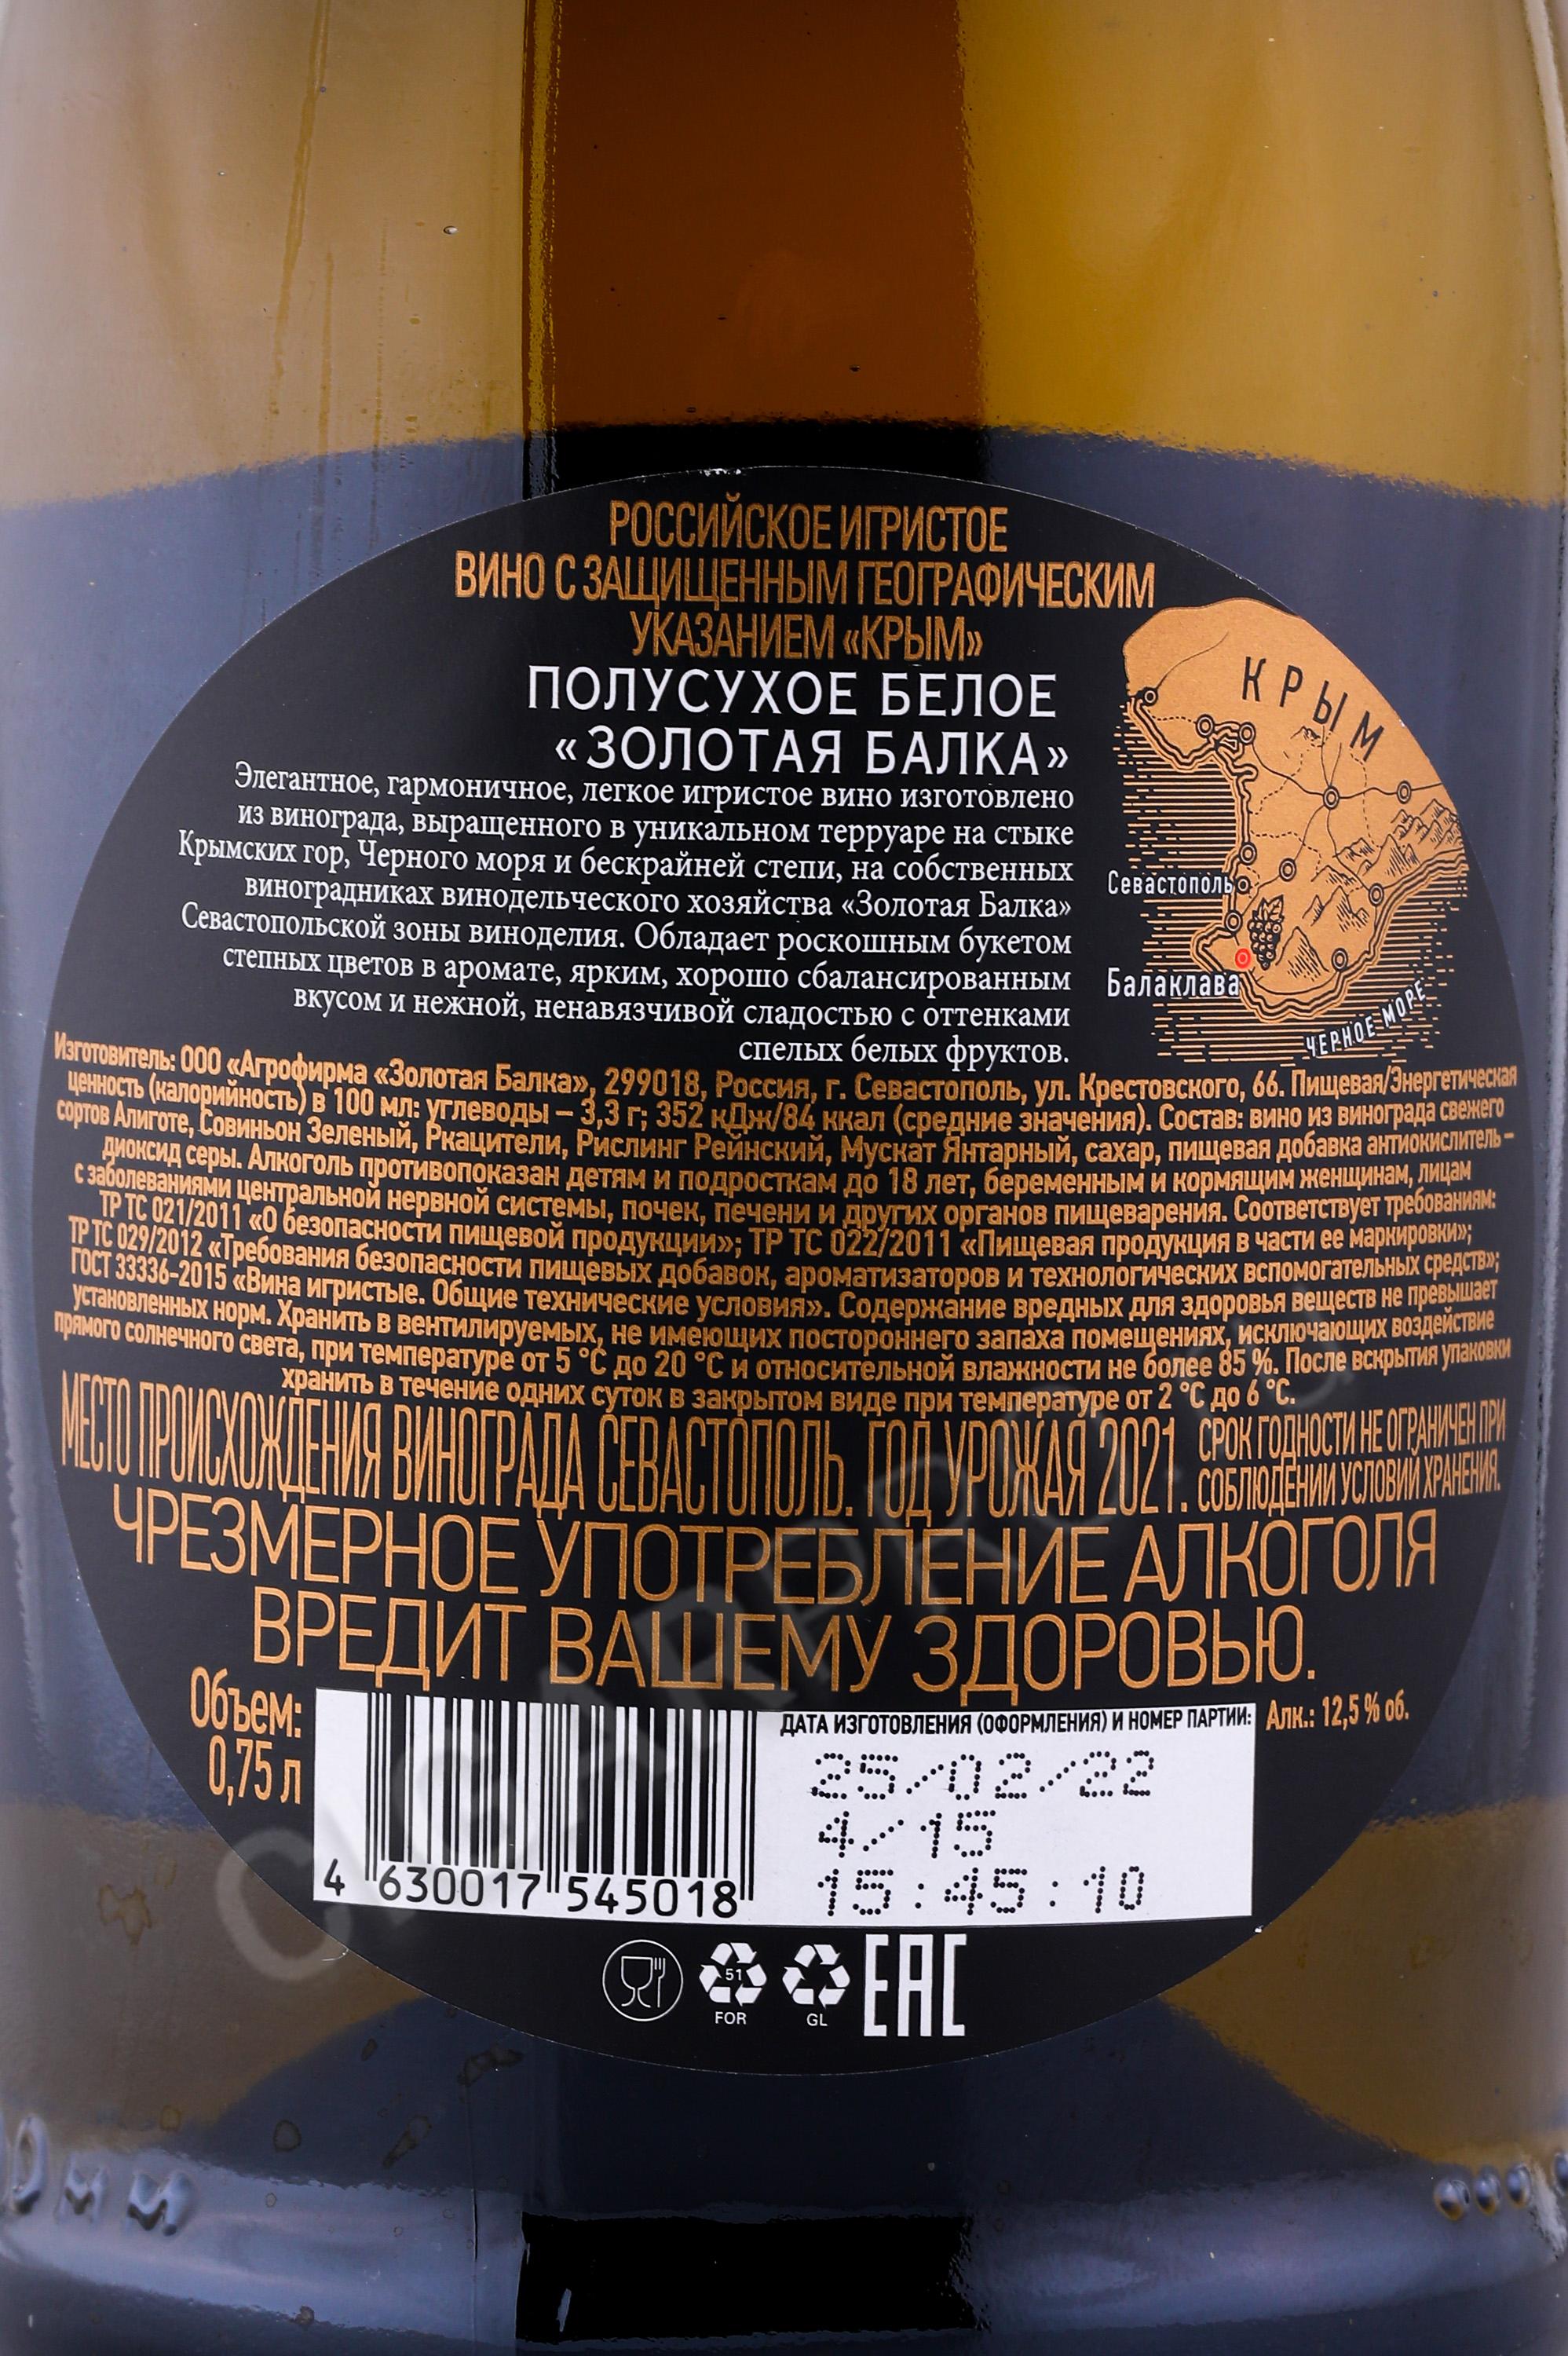 РОССИЙСКОЕ ИГРИСТОЕ
ВИНО С ЗАЩИЩЕННЫМ ГЕОГРАФИЧЕСКИМ
УКАЗАНИЕМ «КРЫМ»
ПОЛУСУХОЕ БЕЛОЕ
«ЗОЛОТАЯ БАЛКА»
Элегантное, гармоничное, легкое игристое вино изготовлено
из винограда, выращенного в уникальном терруаре на стыке
Крымских гор, Черного моря и бескрайней степи, на собственных
виноградниках винодельческого хозяйства «Золотая Балка»
Севастопольской зоны виноделия. Обладает роскошным букетом
степных цветов в аромате, ярким, хорошо сбалансированным
вкусом и нежной, ненавязчивой сладостью с оттенками
спелых белых фруктов.
КРЫМ
Севастополь
Балаклава
ЧЕРНОЕ МОРЕ
Изготовитель: ООО «Агрофирма «Золотая Балка», 299018, Россия, г. Севастополь, ул. Крестовского, 66. Пищевая/Энергетическая
ценность (калорийность) в 100 мл: углеводы – 3,3 г; 352 кДж/84 ккал (средние значения). Состав: вино из винограда свежего
сортов Алиготе, Совиньон Зеленый, Ркацители, Рислинг Рейнский, Мускат Янтарный, сахар, пищевая добавка антиокислитель –
диоксид серы. Алкоголь противопоказан детям и подросткам до 18 лет, беременным и кормящим женщинам, лицам
с заболеваниями центральной нервной системы, почек, печени и других органов пищеварения. Соответствует требованиям:
ТР ТС 021/2011 «О безопасности пищевой продукции»; ТР ТС 022/2011 «Пищевая продукция в части ее маркировки»;
ТР ТС 029/2012 «Требования безопасности пищевых добавок, ароматизаторов и технологических вспомогательных средств»;
ГОСТ 33336-2015 «Вина игристые. Общие технические условия». Содержание вредных для здоровья веществ не превышает
установленных норм. Хранить в вентилируемых, не имеющих постороннего запаха помещениях, исключающих воздействие
прямого солнечного света, при температуре от 5 °С до 20 °С и относительной влажности не более 85 %. После вскрытия упаковки
хранить в течение одних суток в закрытом виде при температуре от 2 °С до 6 °С.
МЕСТО ПРОИСХОЖДЕНИЯ ВИНОГРАДА СЕВАСТОПОЛЬ. ГОД УРОЖАЯ 2021.
СРОК ГОДНОСТИ НЕ ОГРАНИЧЕН ПРИ
СОБЛЮДЕНИИ УСЛОВИЙ ХРАНЕНИЯ.
ЧРЕЗМЕРНОЕ УПОТРЕБЛЕНИЕ АЛКОГОЛЯ
ВРЕДИТ ВАШЕМУ ЗДОРОВЬЮ.
Объем:
0,75 л
4 630017 545018
ДАТА ИЗГОТОВЛЕНИЯ (ОФОРМЛЕНИЯ) И НОМЕР ПАРТИИ:
25/02/22
4/15
15:45:10
Алк.: 12,5 % об.
51
FOR
GL
EAC